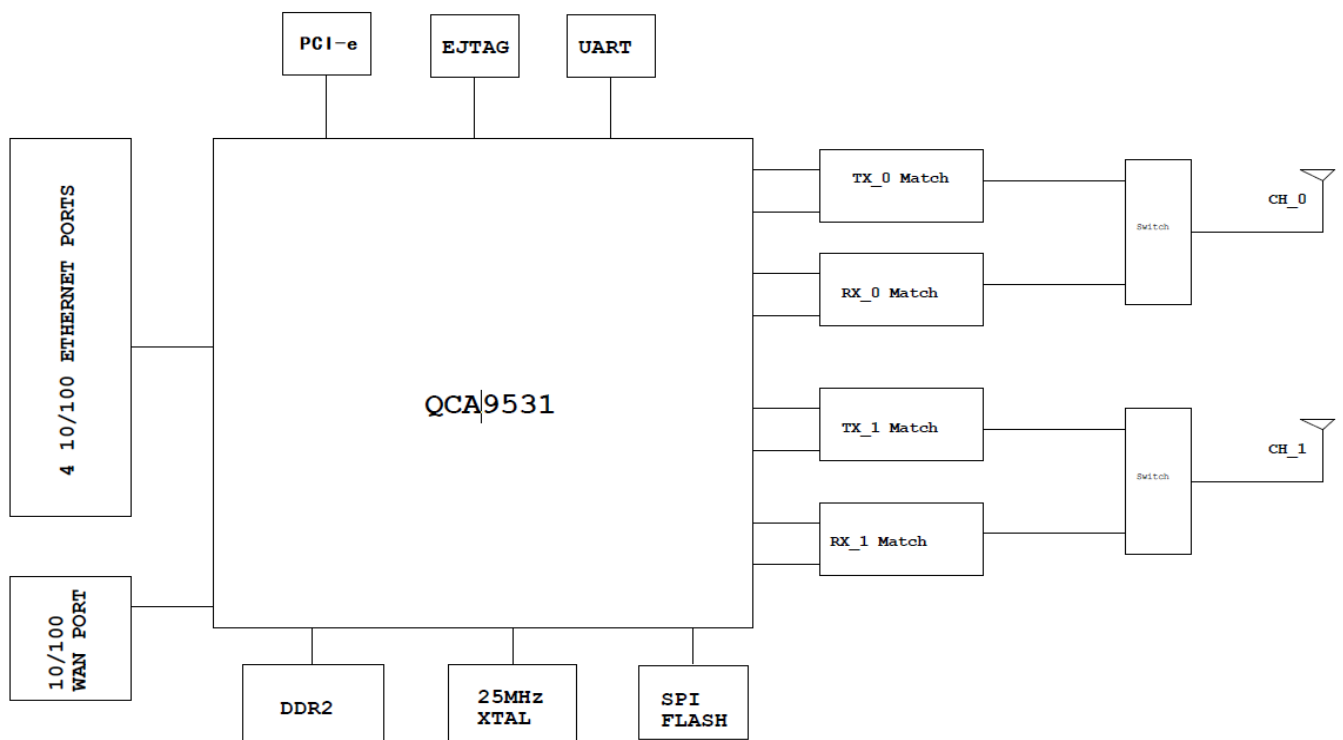 PCI-e
EJTAG
UART
4 10/100 ETHERNET PORTS
TX_0 Match
Switch
CH_0
RX_0 Match
QCA9531
TX_1 Match
Switch
CH_1
RX_1 Match
10/100
WAN PORT
DDR2
25MHz
XTAL
SPI
FLASH